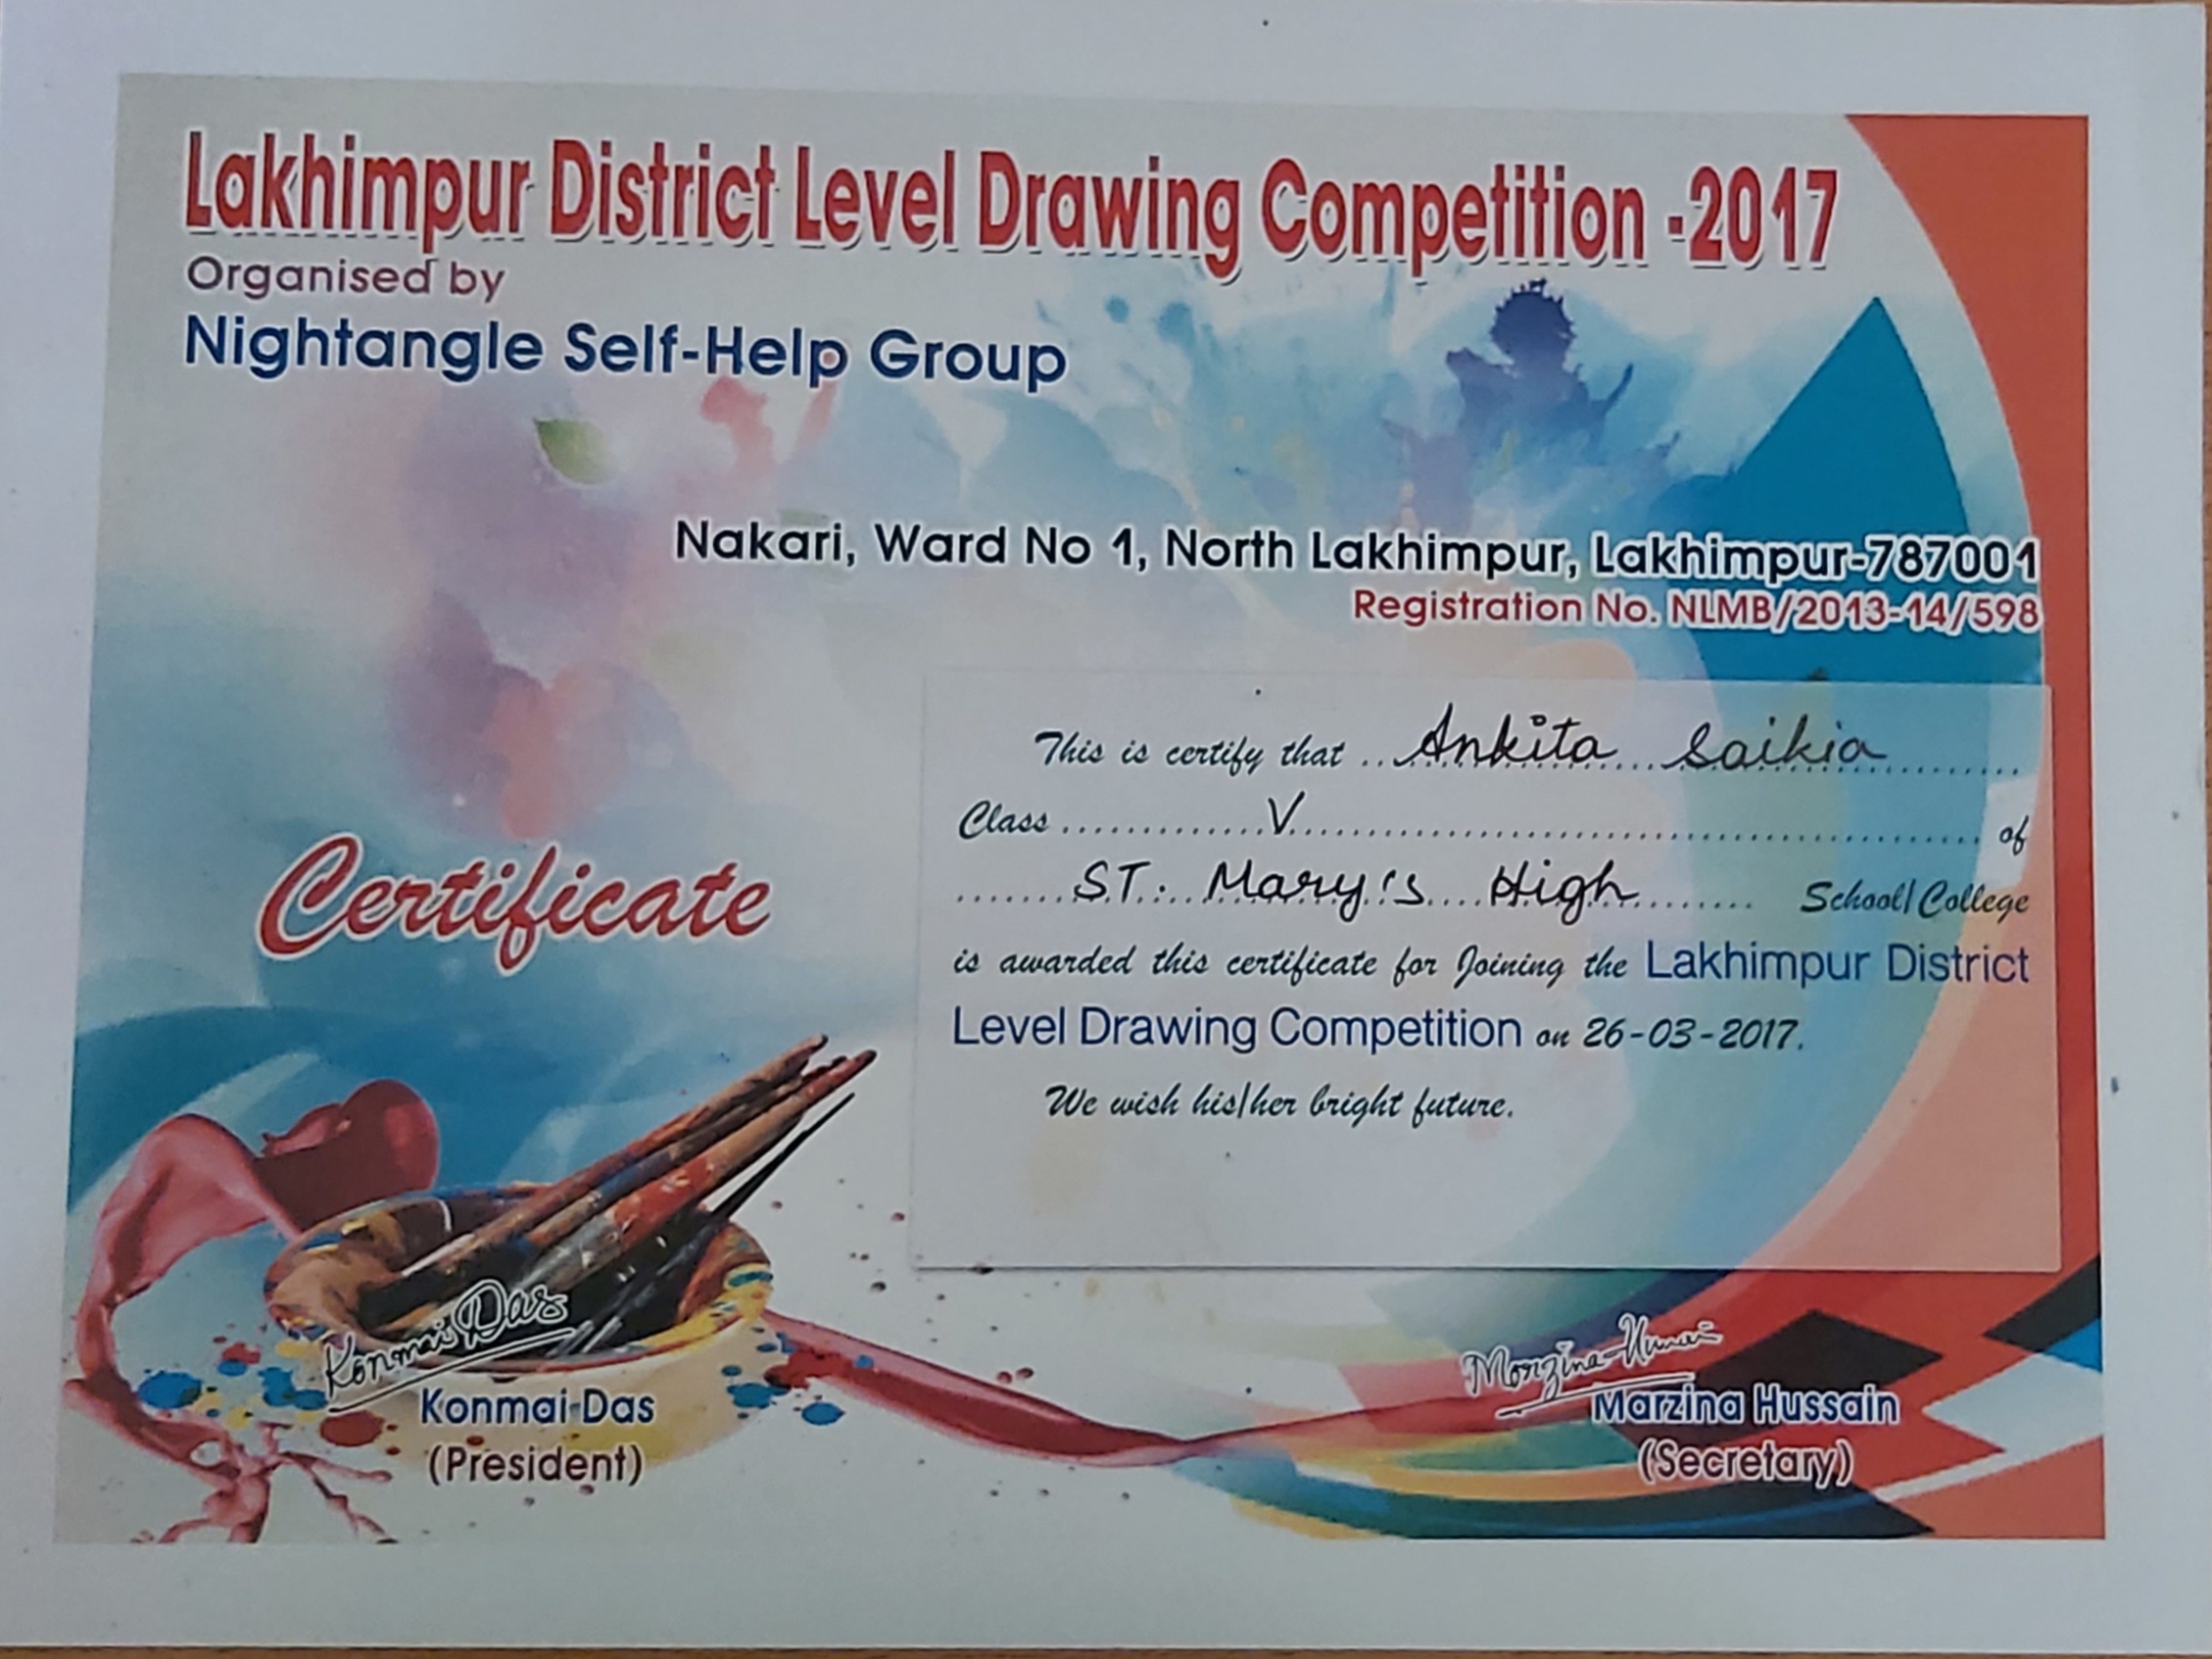 Lakhimpur District Level Drawing Competition -2017
Organised by
Nightangle Self-Help Group
Nakari, Ward No 1, North Lakhimpur, Lakhimpur-787001
Registration No. NLMB/2013-14/598
Certificate
This is certify that ..Ankita Saikia
Class ............V.................................................. of
.......ST. Mary's High......... School/College
is awarded this certificate for Joining the Lakhimpur District
Level Drawing Competition on 26-03-2017.
We wish his/her bright future.
Konmai Das
Konmai Das
(President)
Marzina Hussain
(Secretary)